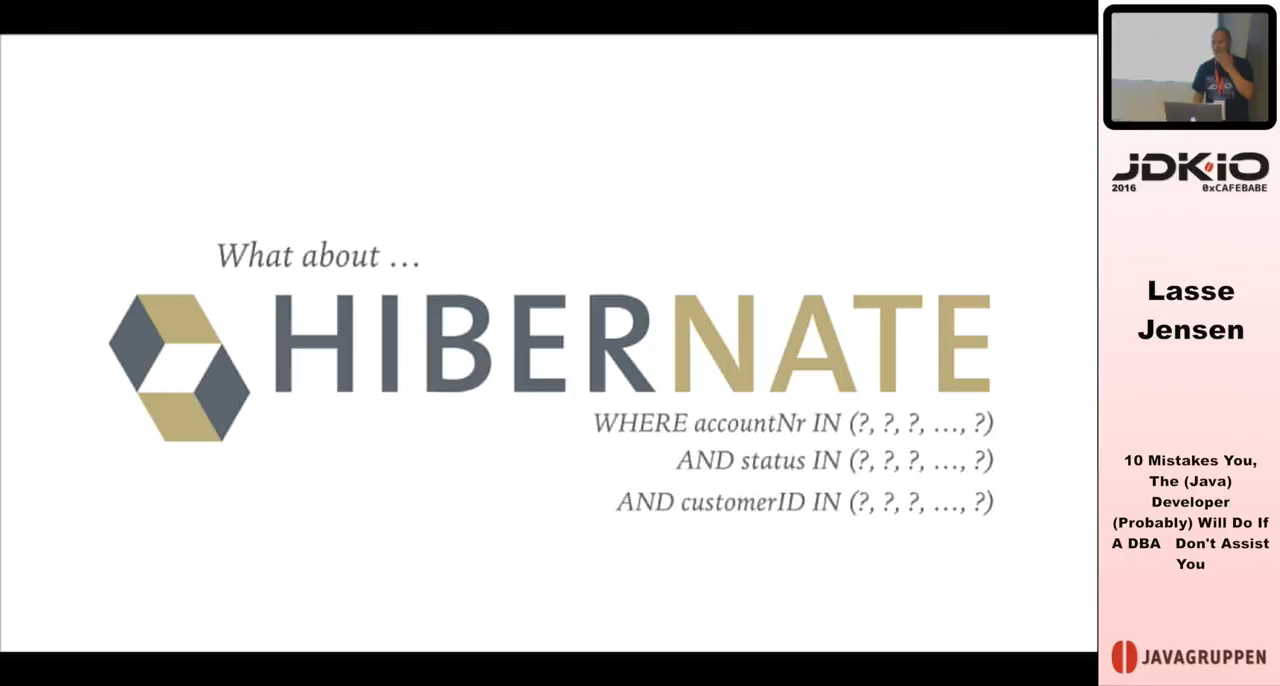 What about ...
HIBERNATE
WHERE accountNr IN (?, ?, ?, ..., ?)
AND status IN (?, ?, ?, ..., ?)
AND customerID IN (?, ?, ?, ..., ?)
JDK.IO
2016 0xCAFEBABE
Lasse
Jensen
10 Mistakes You,
The (Java)
Developer
(Probably) Will Do If
A DBA Don't Assist
You
JAVAGRUPPEN